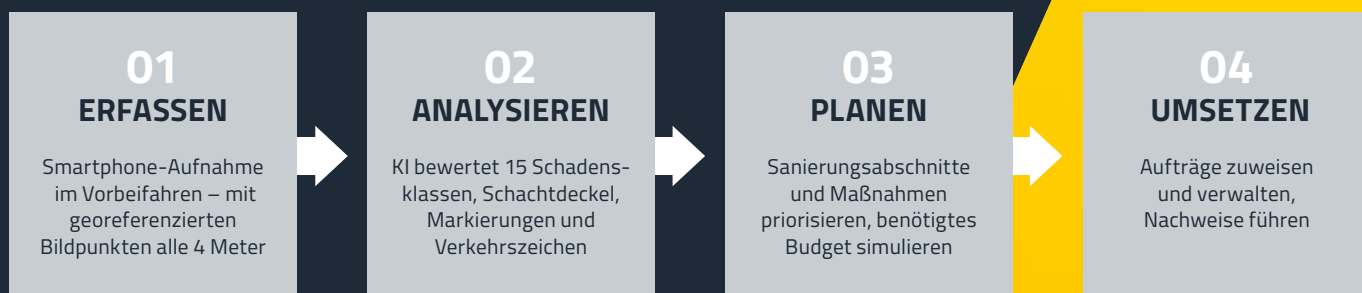 01
ERFASSEN
Smartphone-Aufnahme
im Vorbeifahren – mit
georeferenzierten
Bildpunkten alle 4 Meter
02
ANALYSIEREN
KI bewertet 15 Schadens-
klassen, Schachtdeckel,
Markierungen und
Verkehrszeichen
03
PLANEN
Sanierungsabschnitte
und Maßnahmen
priorisieren, benötigtes
Budget simulieren
04
UMSETZEN
Aufträge zuweisen
und verwalten,
Nachweise führen